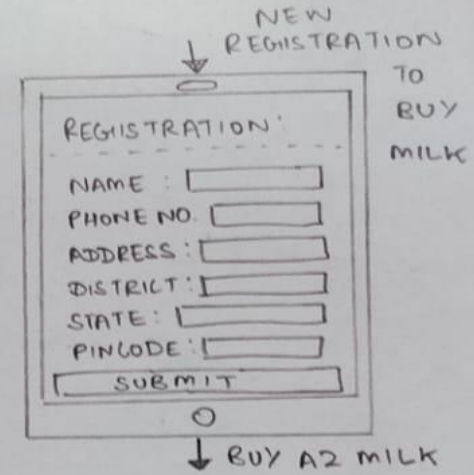 NEW
REGISTRATION
TO
BUY
MILK
REGISTRATION:
NAME :
PHONE NO.
ADDRESS:
DISTRICT:
STATE:
PINCODE:
SUBMIT
BUY A2 MILK